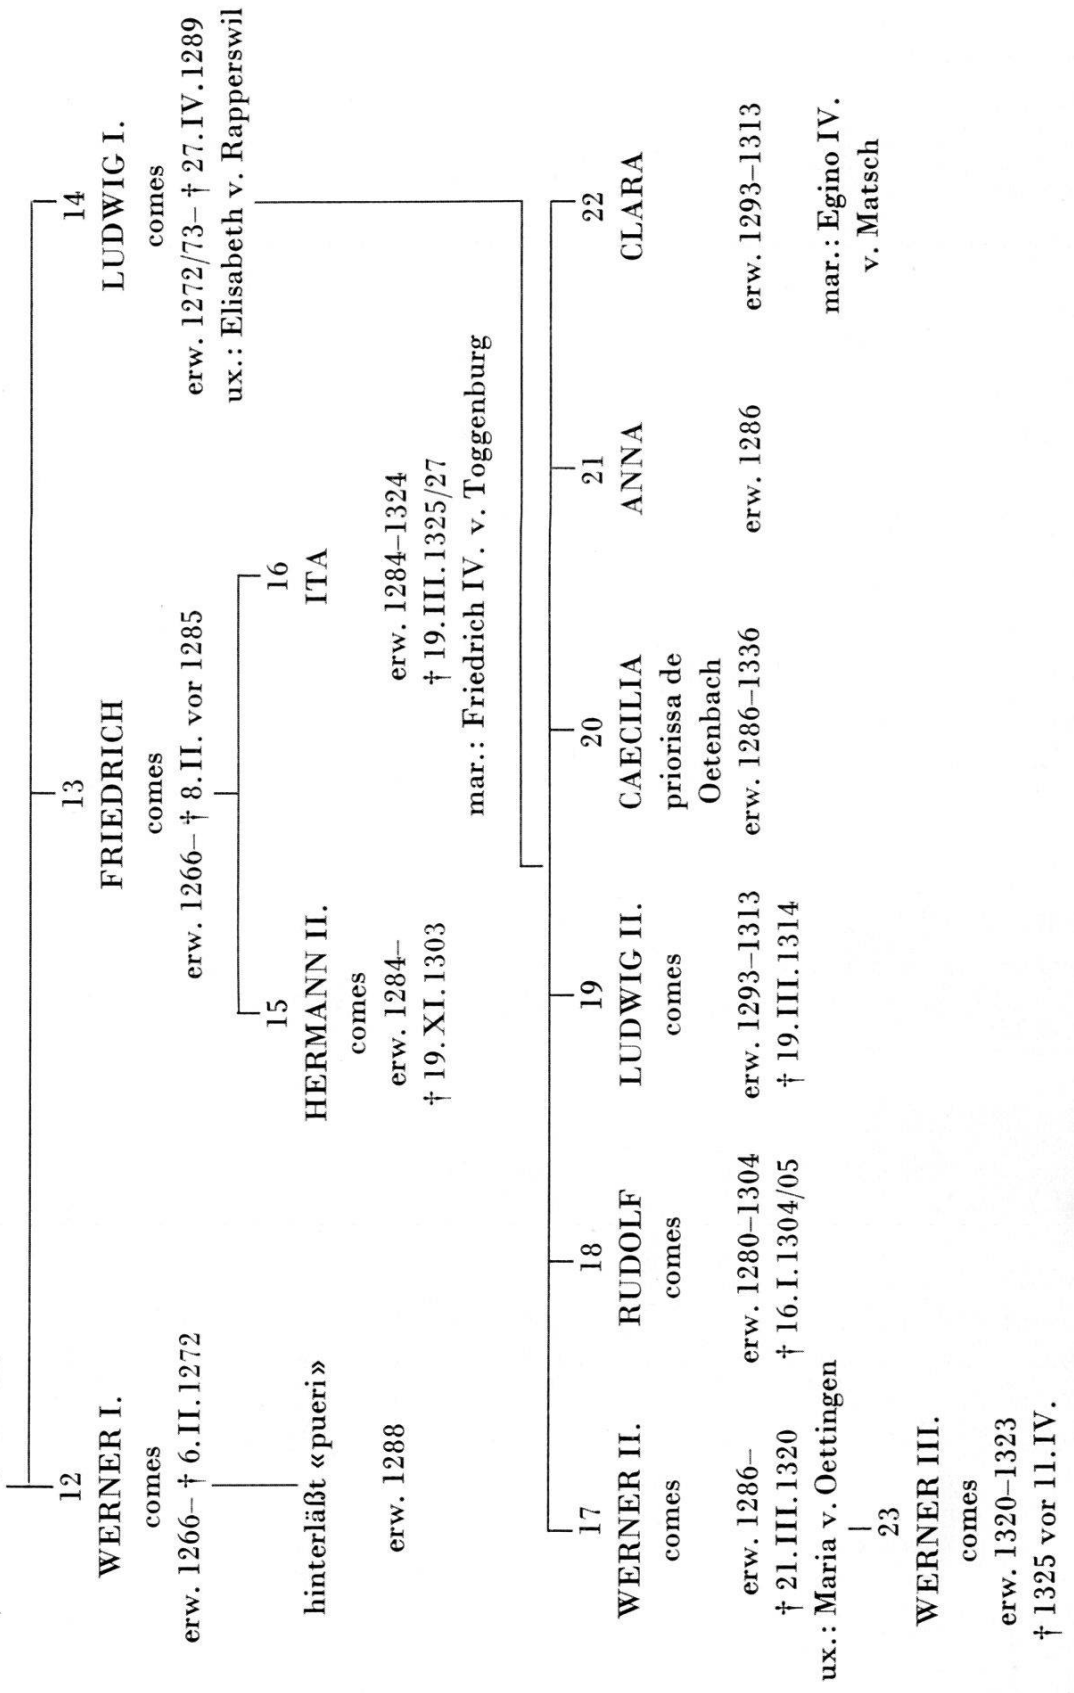 12
WERNER I.
comes
erw. 1266– † 6.II.1272
hinterläßt «pueri»
erw. 1288
13
FRIEDRICH
comes
erw. 1266– † 8.II. vor 1285
14
LUDWIG I.
comes
erw. 1272/73– † 27.IV.1289
ux.: Elisabeth v. Rapperswil
15
HERMANN II.
comes
erw. 1284–
† 19.XI.1303
16
ITA
erw. 1284–1324
† 19.III.1325/27
mar.: Friedrich IV. v. Toggenburg
17
WERNER II.
comes
erw. 1286–
† 21.III.1320
ux.: Maria v. Oettingen
18
RUDOLF
comes
erw. 1280–1304
† 16.I.1304/05
19
LUDWIG II.
comes
erw. 1293–1313
† 19.III.1314
20
CAECILIA
priorissa de
Oetenbach
erw. 1286–1336
21
ANNA
erw. 1286
22
CLARA
erw. 1293–1313
mar.: Egino IV.
v. Matsch
23
WERNER III.
comes
erw. 1320–1323
† 1325 vor 11.IV.